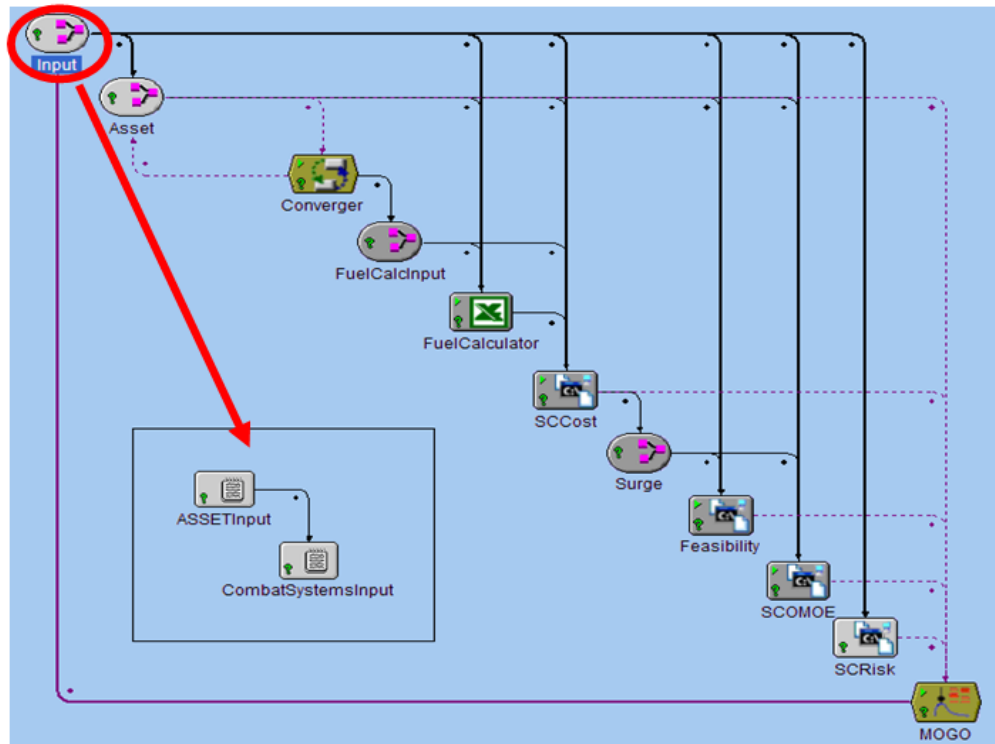 Input
Asset
Converger
FuelCalcInput
FuelCalculator
SCCost
Surge
ASSETInput
Feasibility
CombatSystemsInput
SCOMOE
SCRisk
MOGO